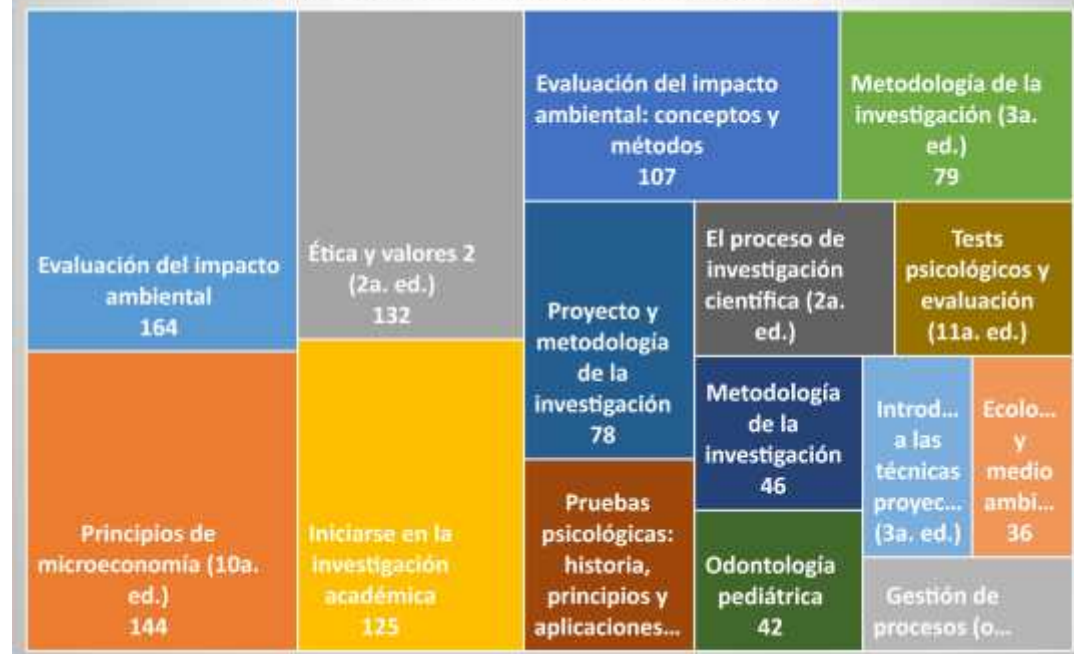 Evaluación del impacto
ambiental
164
Principios de
microeconomía (10a.
ed.)
144
Ética y valores 2
(2a. ed.)
132
Iniciarse en la
investigación
académica
125
Evaluación del impacto
ambiental: conceptos y
métodos
107
Metodología de la
investigación (3a.
ed.)
79
Proyecto y
metodología
de la
investigación
78
Pruebas
psicológicas:
historia,
principios y
aplicaciones...
El proceso de
investigación
científica (2a.
ed.)
Tests
psicológicos y
evaluación
(11a. ed.)
Metodología
de la
investigación
46
Odontología
pediátrica
42
Introd...
a las
técnicas
proyec...
(3a. ed.)
Ecolo...
y
medio
ambi...
36
Gestión de
procesos (o...